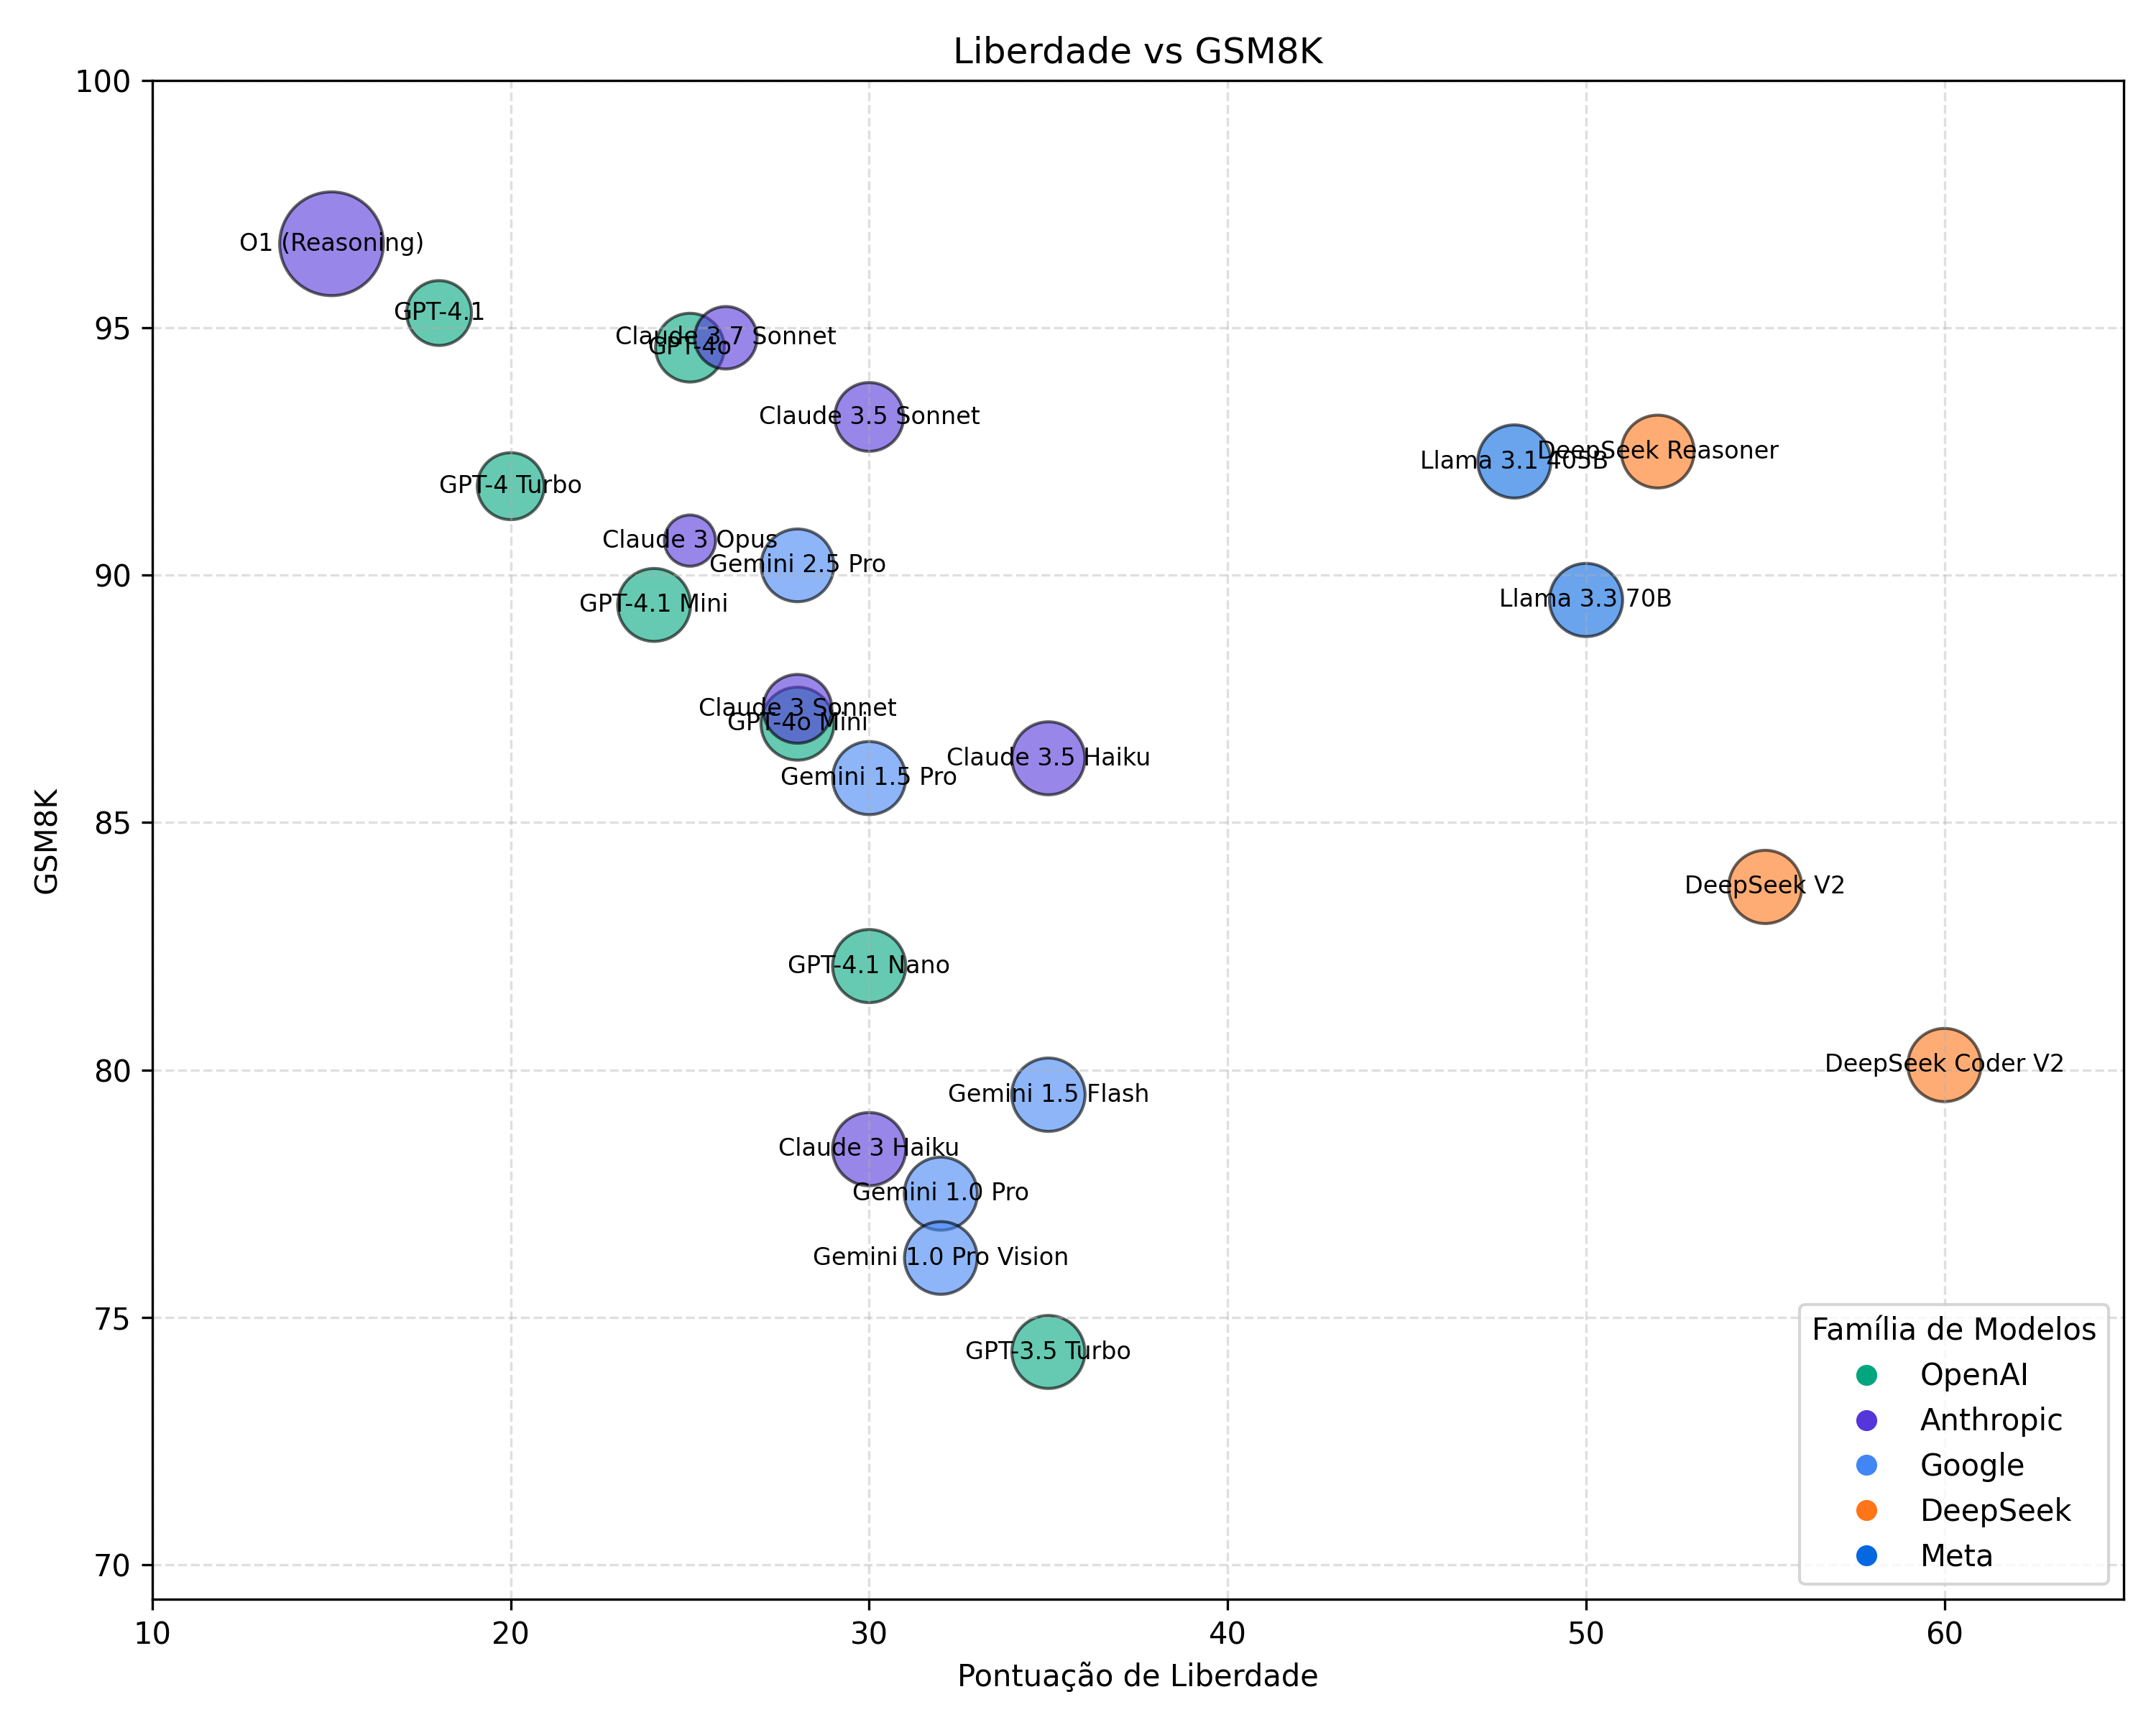 Liberdade vs GSM8K
100
95
90
85
80
75
70
GSM8K
O1 (Reasoning)
GPT-4.1
Claude 3.7 Sonnet
GPT-4o
Claude 3.5 Sonnet
Llama 3.1 405B
DeepSeek Reasoner
GPT-4 Turbo
Claude 3 Opus
Gemini 2.5 Pro
GPT-4.1 Mini
Llama 3.3 70B
Claude 3 Sonnet
GPT-4o Mini
Claude 3.5 Haiku
Gemini 1.5 Pro
DeepSeek V2
GPT-4.1 Nano
DeepSeek Coder V2
Gemini 1.5 Flash
Claude 3 Haiku
Gemini 1.0 Pro
Gemini 1.0 Pro Vision
GPT-3.5 Turbo
Família de Modelos
OpenAI
Anthropic
Google
DeepSeek
Meta
10 20 30 40 50 60
Pontuação de Liberdade